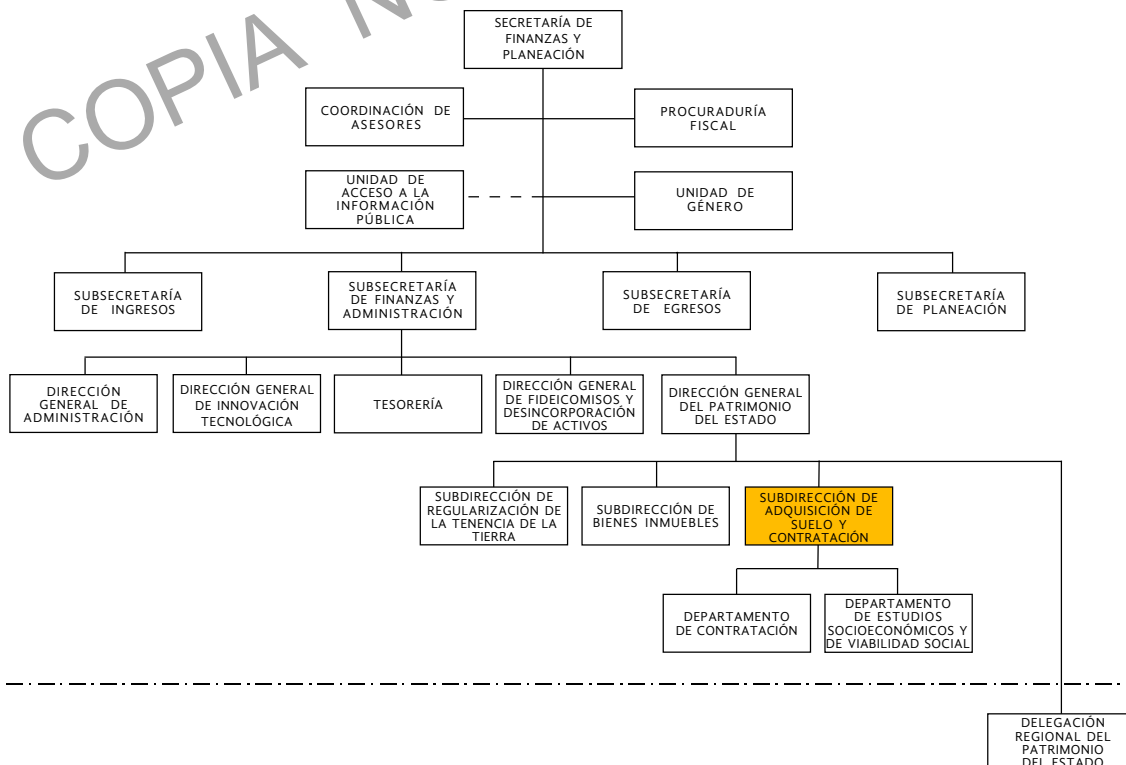 COPIA
SECRETARÍA DE
FINANZAS Y
PLANEACIÓN
COORDINACIÓN DE
ASESORES
PROCURADURÍA
FISCAL
UNIDAD DE
ACCESO A LA
INFORMACIÓN
PÚBLICA
UNIDAD DE
GÉNERO
SUBSECRETARÍA
DE INGRESOS
SUBSECRETARÍA
DE FINANZAS Y
ADMINISTRACIÓN
SUBSECRETARÍA
DE EGRESOS
SUBSECRETARÍA
DE PLANEACIÓN
DIRECCIÓN
GENERAL DE
ADMINISTRACIÓN
DIRECCIÓN GENERAL
DE INNOVACIÓN
TECNOLÓGICA
TESORERÍA
DIRECCIÓN GENERAL
DE FIDEICOMISOS Y
DESINCORPORACIÓN
DE ACTIVOS
DIRECCIÓN GENERAL
DEL PATRIMONIO
DEL ESTADO
SUBDIRECCIÓN DE
REGULARIZACIÓN DE
LA TENENCIA DE LA
TIERRA
SUBDIRECCIÓN DE
BIENES INMUEBLES
SUBDIRECCIÓN DE
ADQUISICIÓN DE
SUELO Y
CONTRATACIÓN
DEPARTAMENTO
DE CONTRATACIÓN
DEPARTAMENTO
DE ESTUDIOS
SOCIOECONÓMICOS Y
DE VIABILIDAD SOCIAL
DELEGACIÓN
REGIONAL DEL
PATRIMONIO
DEL ESTADO